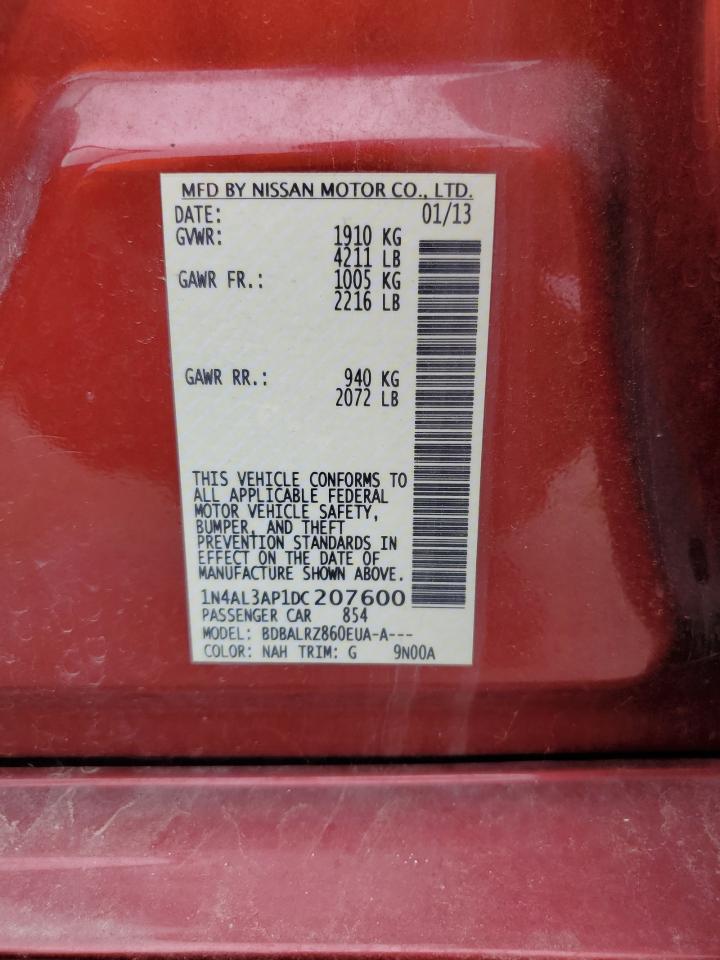 MFD BY NISSAN MOTOR CO., LTD.
DATE: 01/13
GVWR: 1910 KG
4211 LB
GAWR FR.: 1005 KG
2216 LB
GAWR RR.: 940 KG
2072 LB
THIS VEHICLE CONFORMS TO
ALL APPLICABLE FEDERAL
MOTOR VEHICLE SAFETY,
BUMPER, AND THEFT
PREVENTION STANDARDS IN
EFFECT ON THE DATE OF
MANUFACTURE SHOWN ABOVE.
1N4AL3AP1DC207600
PASSENGER CAR 854
MODEL: BDBALRZ860EUA-A---
COLOR: NAH TRIM: G 9N00A